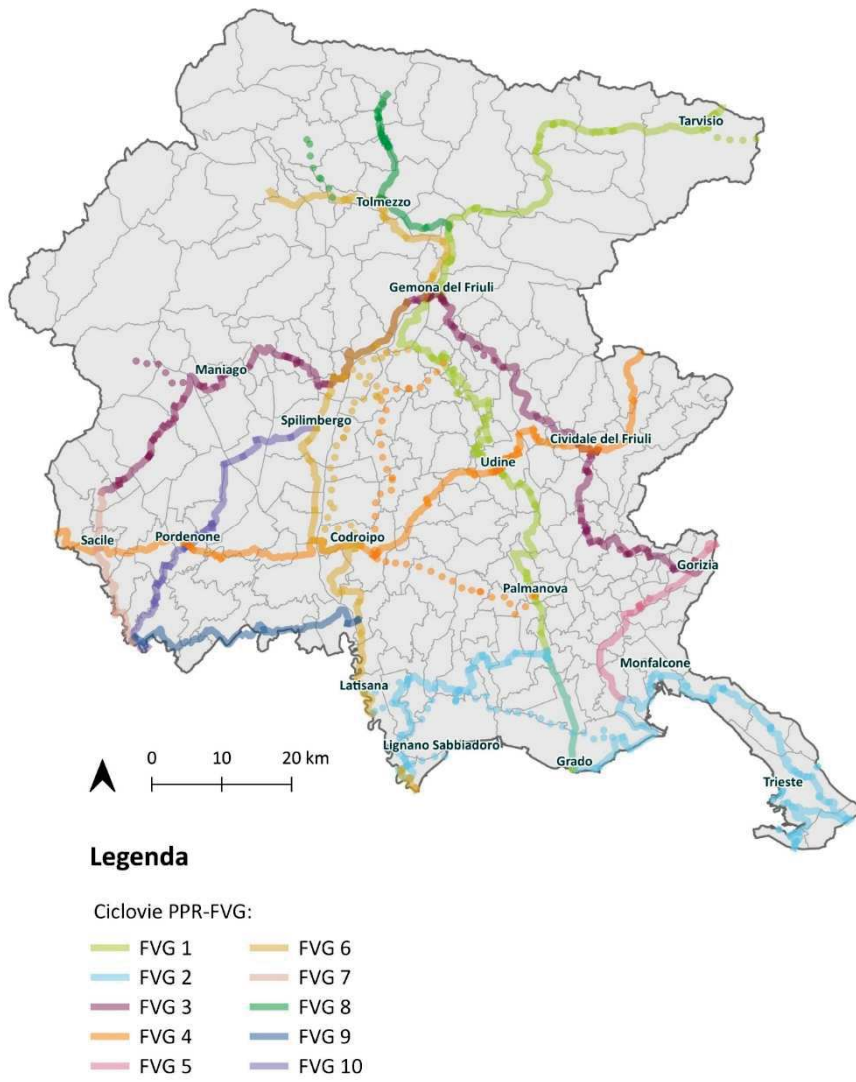 Tarvisio
Tolmezzo
Gemona del Friuli
Maniago
Spilimbergo
Cividale del Friuli
Udine
Sacile
Pordenone
Codroipo
Gorizia
Palmanova
Monfalcone
Latisana
Lignano Sabbiadoro
Grado
Trieste
0 10 20 km
Legenda
Ciclovie PPR-FVG:
FVG 1
FVG 2
FVG 3
FVG 4
FVG 5
FVG 6
FVG 7
FVG 8
FVG 9
FVG 10